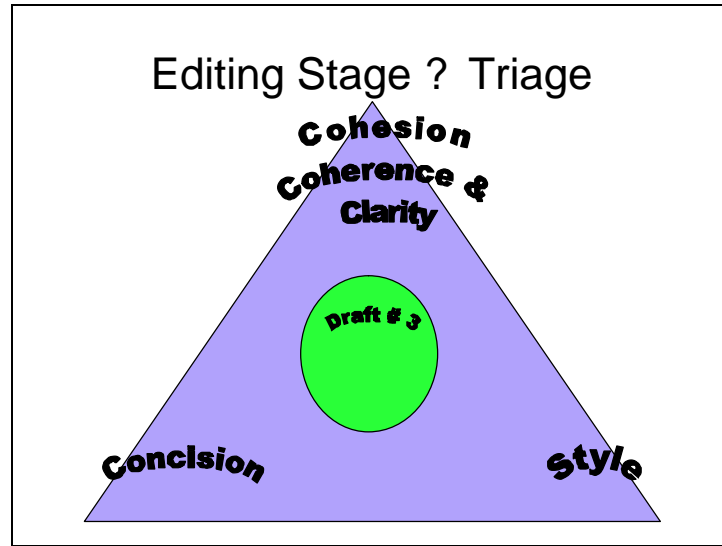 Editing Stage ? Triage
Cohesion
Coherence &
Clarity
Draft # 3
Concision
Style